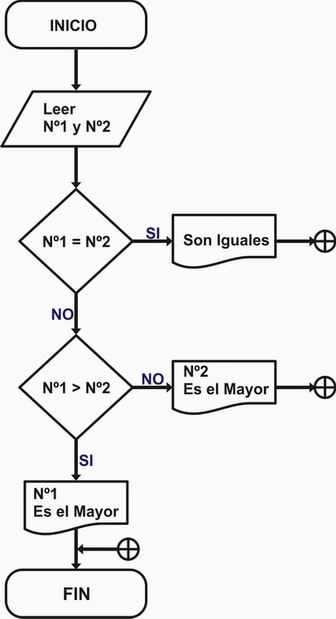 INICIO
Leer
Nº1 y Nº2
Nº1 = Nº2
SI
Son Iguales
NO
Nº1 > Nº2
NO
Nº2
Es el Mayor
SI
Nº1
Es el Mayor
FIN